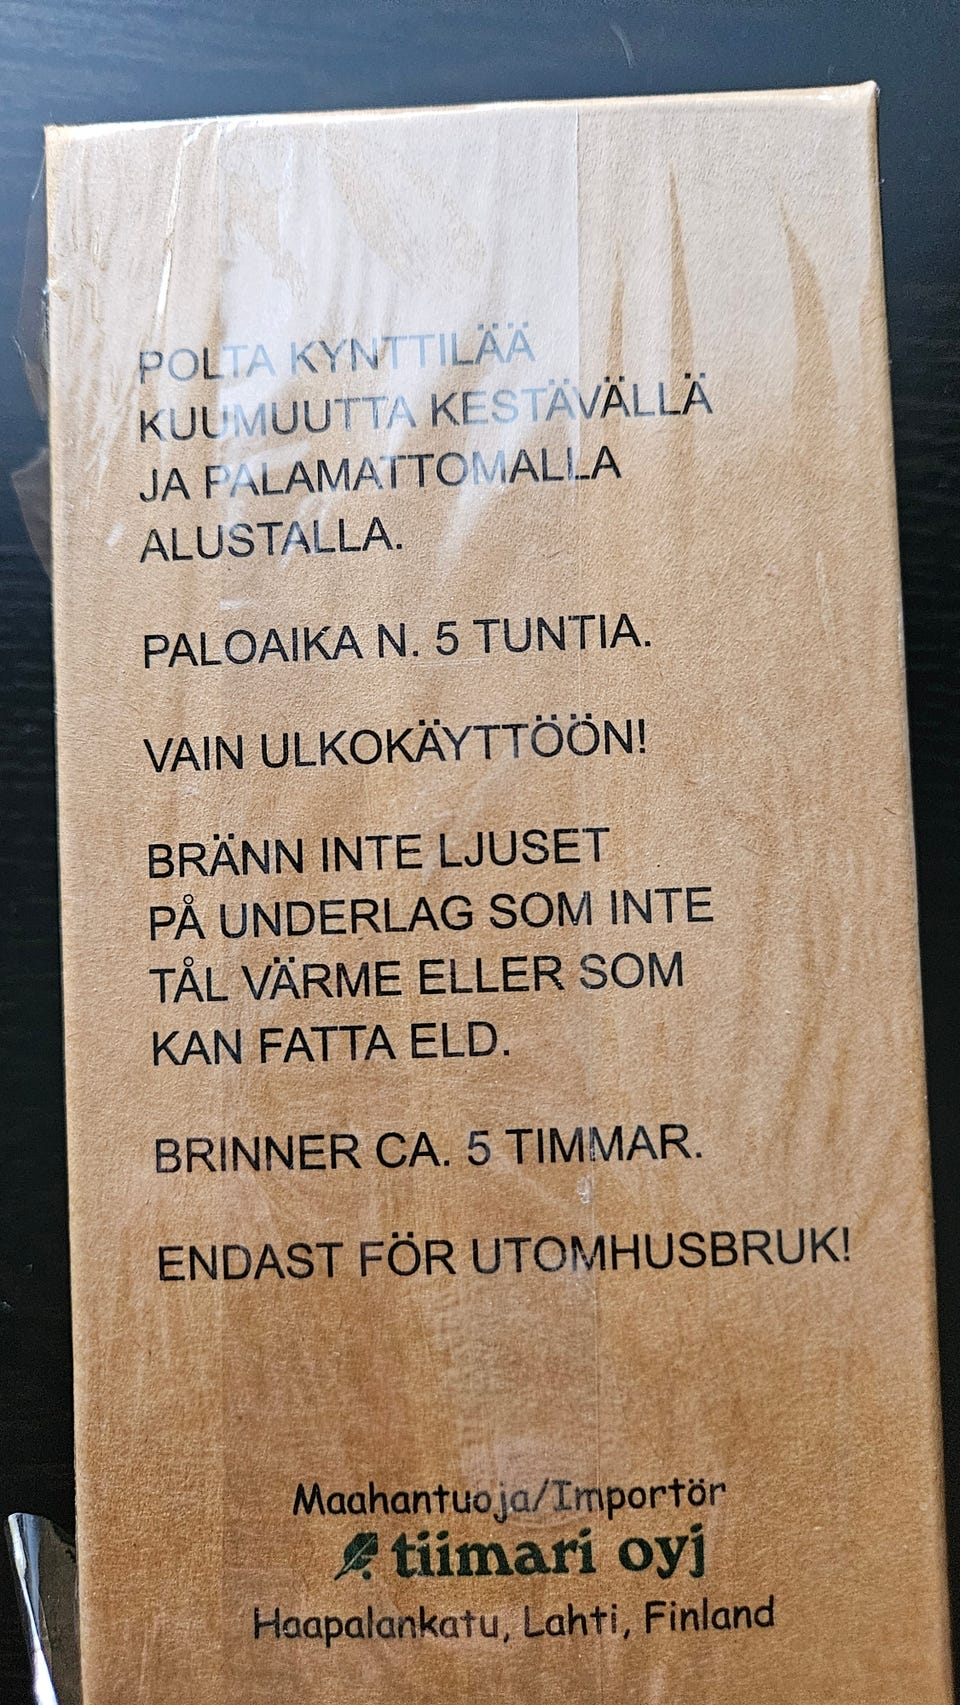 POLTA KYNTTILÄÄ
KUUMUUTTA KESTÄVÄLLÄ
JA PALAMATTOMALLA
ALUSTALLA.
PALOAIKA N. 5 TUNTIA.
VAIN ULKOKÄYTTÖÖN!
BRÄNN INTE LJUSET
PÅ UNDERLAG SOM INTE
TÅL VÄRME ELLER SOM
KAN FATTA ELD.
BRINNER CA. 5 TIMMAR.
ENDAST FÖR UTOMHUSBRUK!
Maahantuoja/Importör
tiimari oyj
Haapalankatu, Lahti, Finland